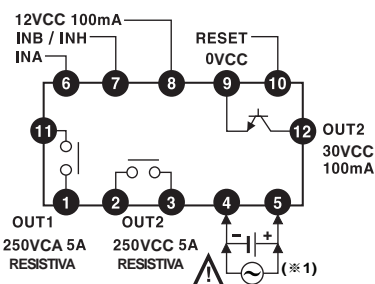 12VCC 100mA
INB / INH
INA
RESET
0VCC
6 7 8 9 10
11
12
OUT2
30VCC
100mA
1 2 3 4 5
OUT1
250VCA 5A
RESISTIVA
OUT2
250VCC 5A
RESISTIVA
- +
!
(※1)